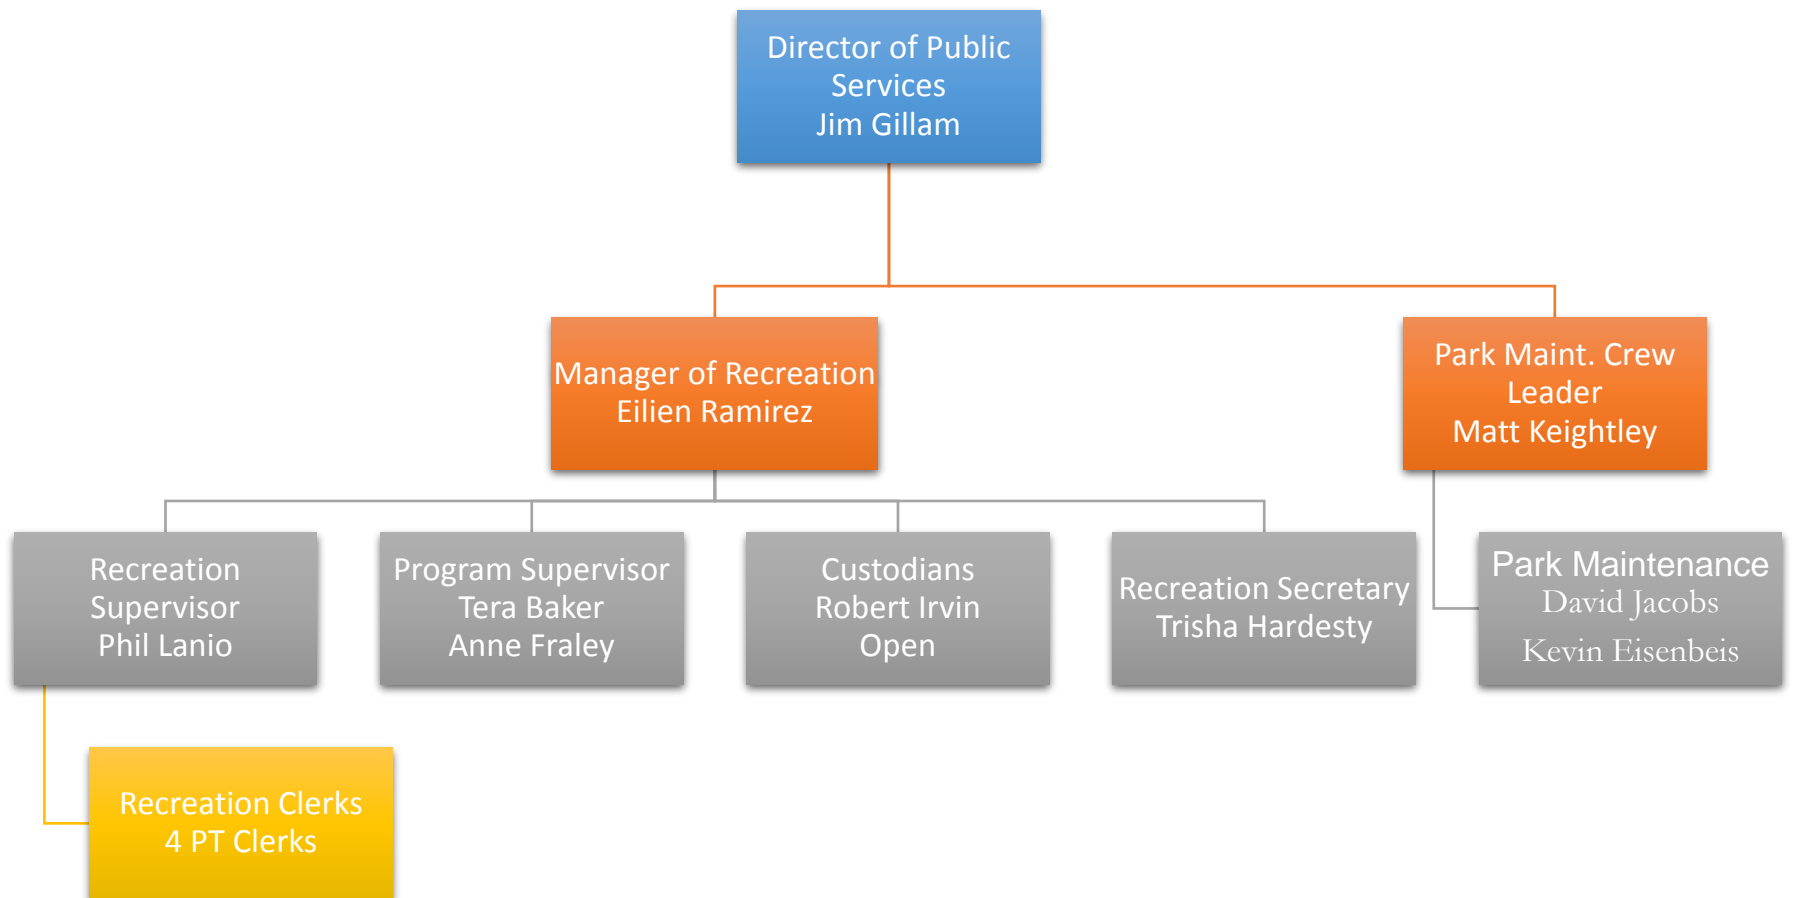 Director of Public
Services
Jim Gillam
Manager of Recreation
Eilien Ramirez
Park Maint. Crew
Leader
Matt Keightley
Recreation
Supervisor
Phil Lanio
Program Supervisor
Tera Baker
Anne Fraley
Custodians
Robert Irvin
Open
Recreation Secretary
Trisha Hardesty
Park Maintenance
David Jacobs
Kevin Eisenbeis
Recreation Clerks
4 PT Clerks